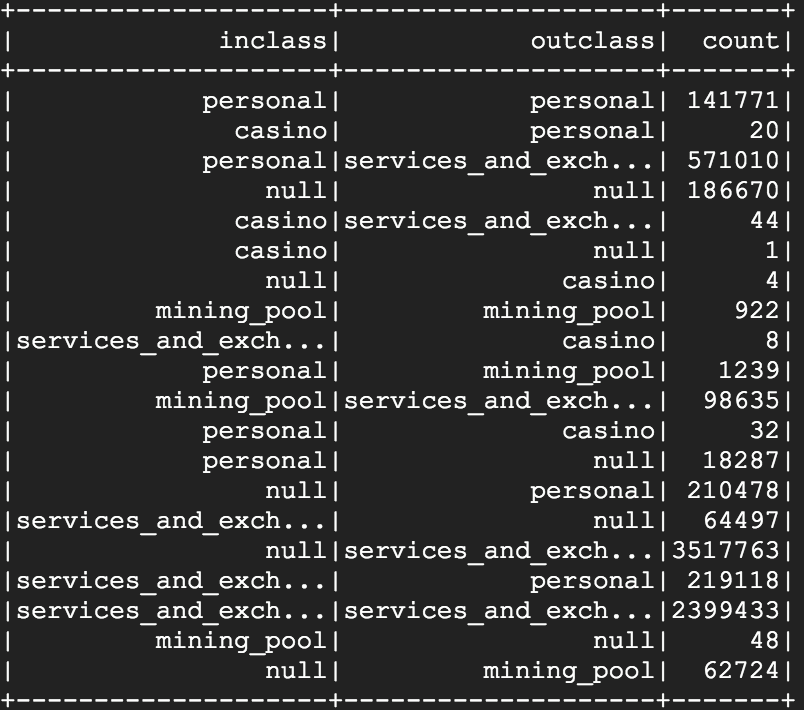 +--------------------+--------------------+-------+
|             inclass|            outclass|  count|
+--------------------+--------------------+-------+
|            personal|            personal| 141771|
|              casino|            personal|     20|
|            personal|services_and_exch...| 571010|
|                null|                null| 186670|
|              casino|services_and_exch...|     44|
|              casino|                null|      1|
|                null|              casino|      4|
|         mining_pool|         mining_pool|    922|
|services_and_exch...|              casino|      8|
|            personal|         mining_pool|   1239|
|         mining_pool|services_and_exch...|  98635|
|            personal|              casino|     32|
|            personal|                null|  18287|
|                null|            personal| 210478|
|services_and_exch...|                null|  64497|
|                null|services_and_exch...|3517763|
|services_and_exch...|            personal| 219118|
|services_and_exch...|services_and_exch...|2399433|
|         mining_pool|                null|     48|
|                null|         mining_pool|  62724|
+--------------------+--------------------+-------+